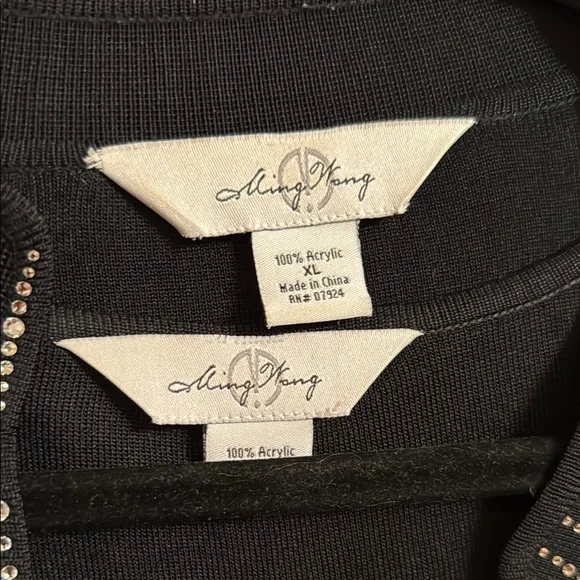 Ming Wang
100% Acrylic
XL
Made in China
RN# 07924
Ming Wang
100% Acrylic